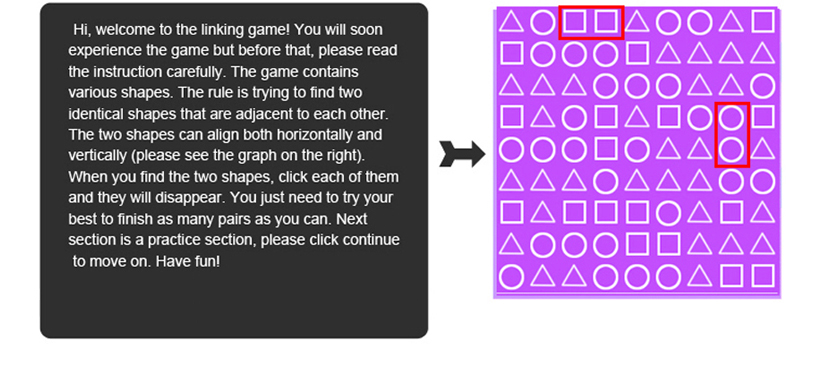 Hi, welcome to the linking game! You will soon
experience the game but before that, please read
the instruction carefully. The game contains
various shapes. The rule is trying to find two
identical shapes that are adjacent to each other.
The two shapes can align both horizontally and
vertically (please see the graph on the right).
When you find the two shapes, click each of them
and they will disappear. You just need to try your
best to finish as many pairs as you can. Next
section is a practice section, please click continue
to move on. Have fun!